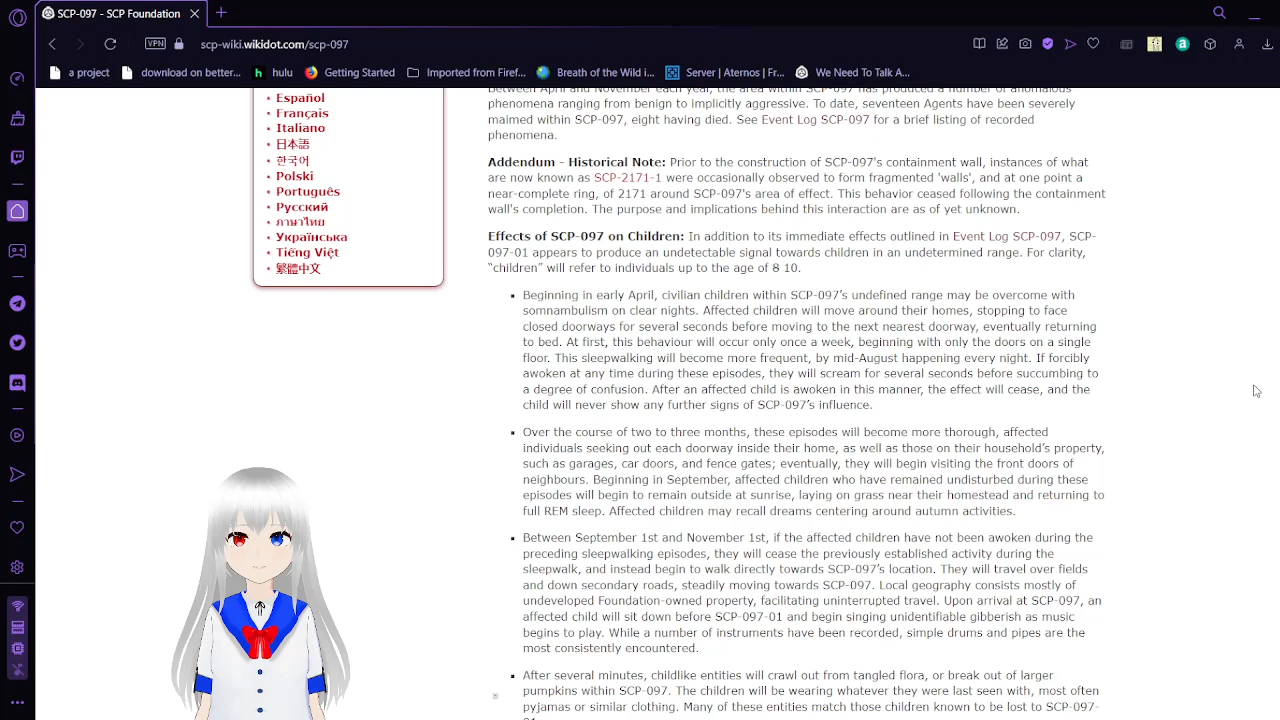 SCP-097 - SCP Foundation
VPN
scp-wiki.wikidot.com/scp-097
a project
download on better...
hulu
Getting Started
Imported from Firef...
Breath of the Wild i...
Server | Aternos | Fr...
We Need To Talk A...
Español
Français
Italiano
日本語
한국어
Polski
Português
Русский
ภาษาไทย
Українська
Tiếng Việt
繁體中文
Between April and November each year, the area within SCP-097 has produced a number of anomalous
phenomena ranging from benign to implicitly aggressive. To date, seventeen Agents have been severely
maimed within SCP-097, eight having died. See Event Log SCP-097 for a brief listing of recorded
phenomena.
Addendum - Historical Note: Prior to the construction of SCP-097's containment wall, instances of what
are now known as SCP-2171-1 were occasionally observed to form fragmented 'walls', and at one point a
near-complete ring, of 2171 around SCP-097's area of effect. This behavior ceased following the containment
wall's completion. The purpose and implications behind this interaction are as of yet unknown.
Effects of SCP-097 on Children: In addition to its immediate effects outlined in Event Log SCP-097, SCP-
097-01 appears to produce an undetectable signal towards children in an undetermined range. For clarity,
“children” will refer to individuals up to the age of 8 10.
Beginning in early April, civilian children within SCP-097’s undefined range may be overcome with
somnambulism on clear nights. Affected children will move around their homes, stopping to face
closed doorways for several seconds before moving to the next nearest doorway, eventually returning
to bed. At first, this behaviour will occur only once a week, beginning with only the doors on a single
floor. This sleepwalking will become more frequent, by mid-August happening every night. If forcibly
awoken at any time during these episodes, they will scream for several seconds before succumbing to
a degree of confusion. After an affected child is awoken in this manner, the effect will cease, and the
child will never show any further signs of SCP-097’s influence.
Over the course of two to three months, these episodes will become more thorough, affected
individuals seeking out each doorway inside their home, as well as those on their household’s property,
such as garages, car doors, and fence gates; eventually, they will begin visiting the front doors of
neighbours. Beginning in September, affected children who have remained undisturbed during these
episodes will begin to remain outside at sunrise, laying on grass near their homestead and returning to
full REM sleep. Affected children may recall dreams centering around autumn activities.
Between September 1st and November 1st, if the affected children have not been awoken during the
preceding sleepwalking episodes, they will cease the previously established activity during the
sleepwalk, and instead begin to walk directly towards SCP-097’s location. They will travel over fields
and down secondary roads, steadily moving towards SCP-097. Local geography consists mostly of
undeveloped Foundation-owned property, facilitating uninterrupted travel. Upon arrival at SCP-097, an
affected child will sit down before SCP-097-01 and begin singing unidentifiable gibberish as music
begins to play. While a number of instruments have been recorded, simple drums and pipes are the
most consistently encountered.
After several minutes, childlike entities will crawl out from tangled flora, or break out of larger
pumpkins within SCP-097. The children will be wearing whatever they were last seen with, most often
pyjamas or similar clothing. Many of these entities match those children known to be lost to SCP-097-